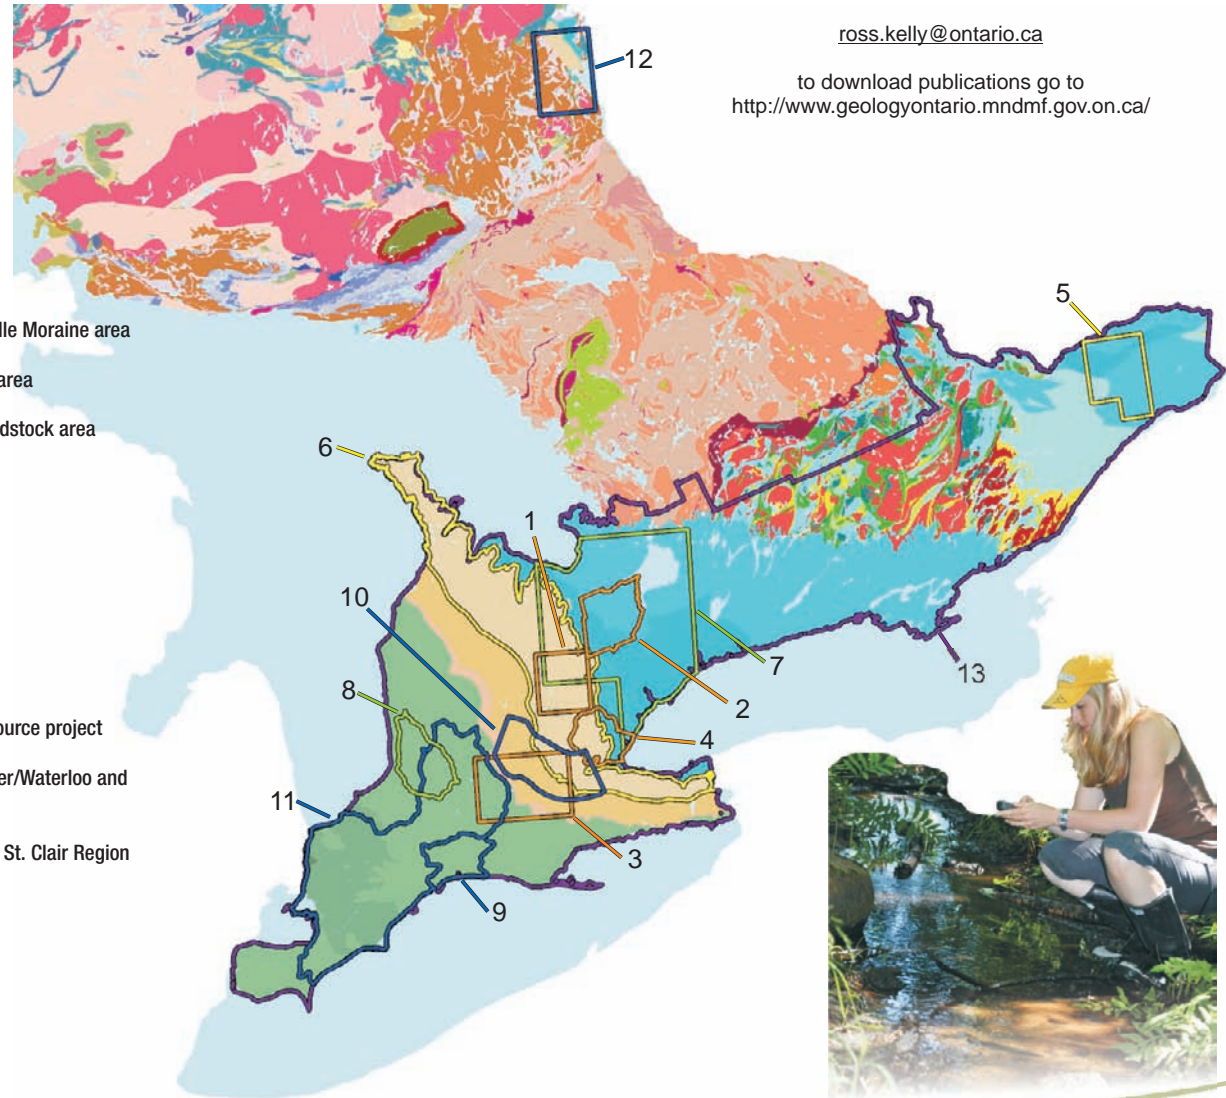 ross.kelly@ontario.ca
to download publications go to
http://www.geologyontario.mndmf.gov.on.ca/
12
5
lle Moraine area
area
dstock area
6
1
10
7
13
8
2
4
ource project
er/Waterloo and
11
3
St. Clair Region
9